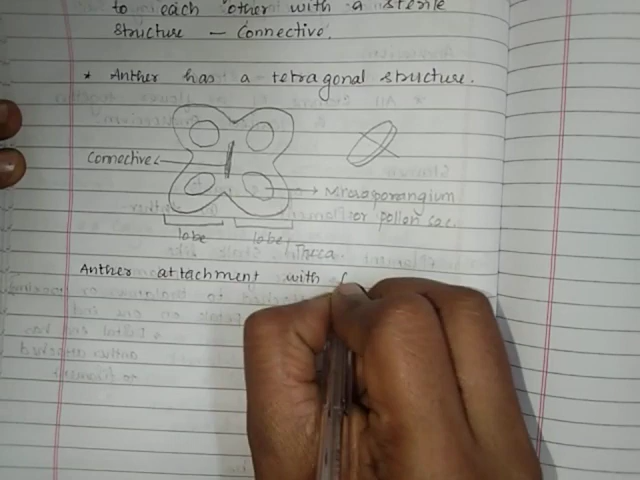 to each other with a sterile
structure – Connective.
* Anther has a tetragonal structure.
Connective
Microsporangium
or pollen sac.
lobe
lobe / Theca.
Anther attachment with f